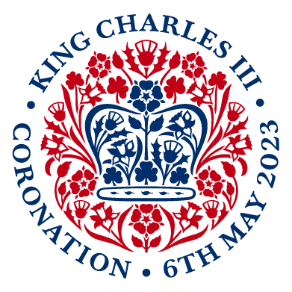 · KING CHARLES III ·
CORONATION · 6TH MAY 2023